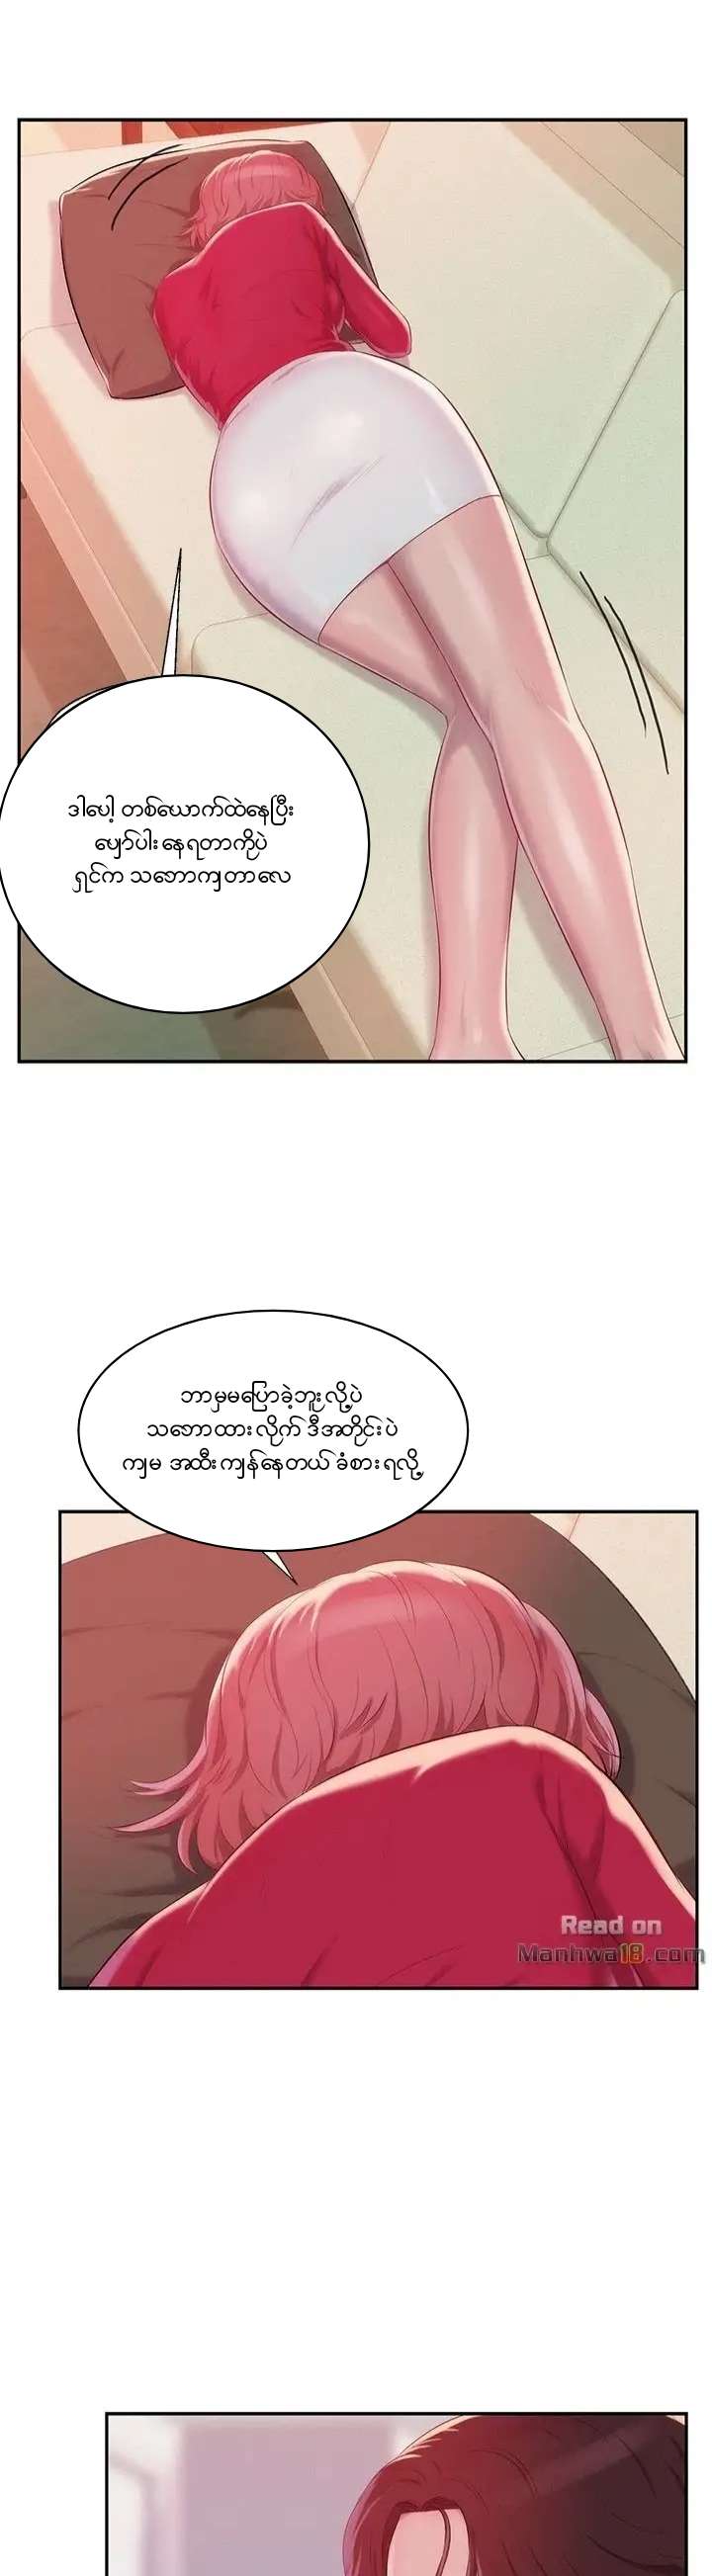 ဒါပေါ့ တစ်ယောက်ထဲနေပြီး
ပျော်ပါးနေရတာကိုပဲ
ရှင်က သဘောကျတာလေ
ဘာမှမပြောခဲ့ဘူးလို့ပဲ
သဘောထားလိုက် ဒီအတိုင်းပဲ
ကျမ အထီးကျန်နေတယ် ခံစားရလို့
Read on
Manhwa18.com